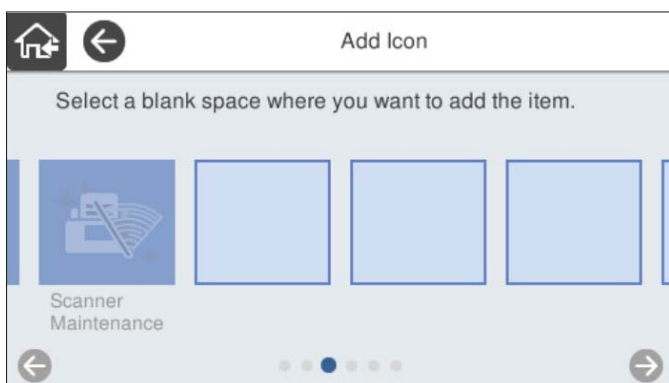 Add Icon
Select a blank space where you want to add the item.
Scanner
Maintenance